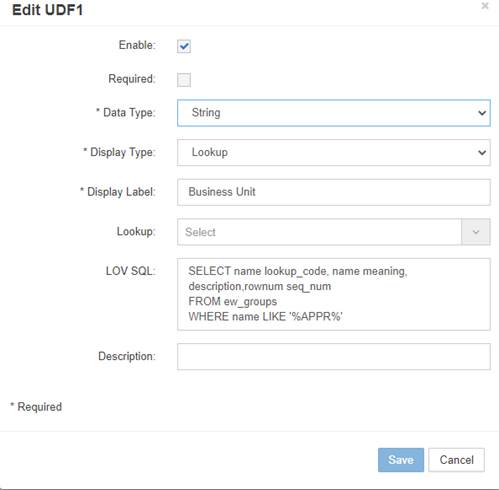 Edit UDF1
×
Enable:
Required:
* Data Type: String
* Display Type: Lookup
* Display Label: Business Unit
Lookup: Select
LOV SQL: SELECT name lookup_code, name meaning,
description,rownum seq_num
FROM ew_groups
WHERE name LIKE '%APPR%'
Description:
* Required
Save Cancel